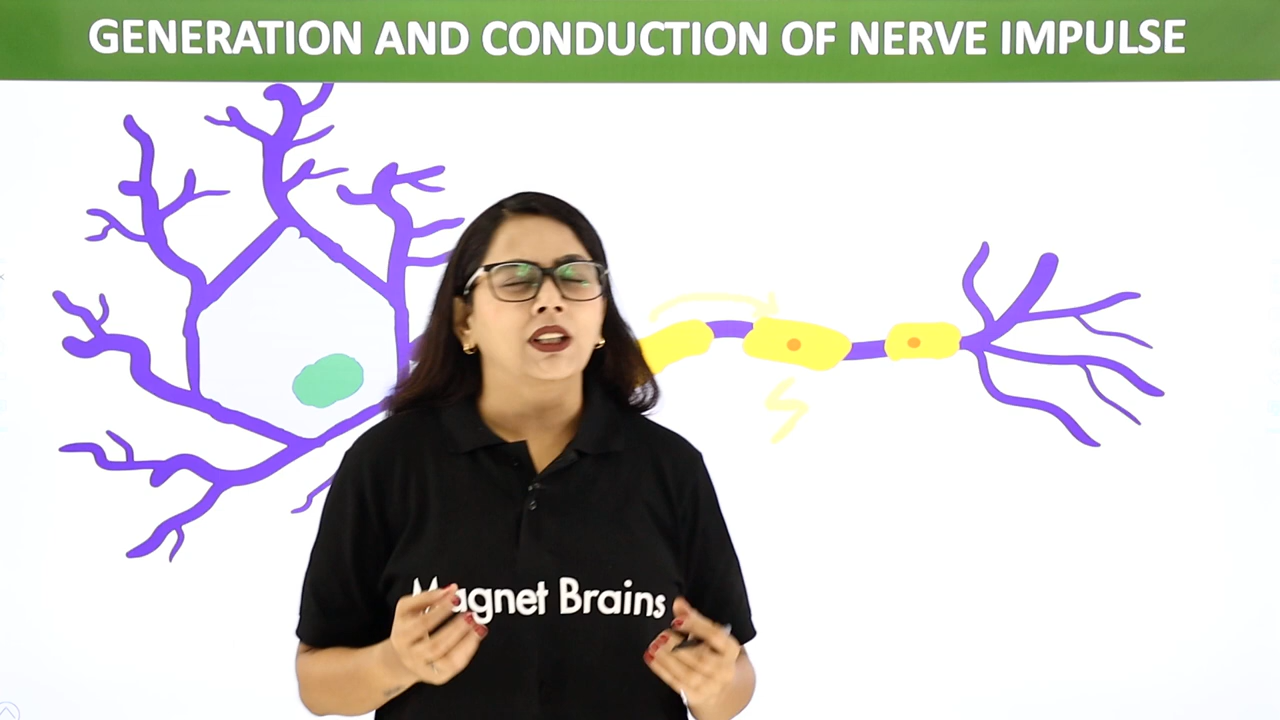 GENERATION AND CONDUCTION OF NERVE IMPULSE
Magnet Brains